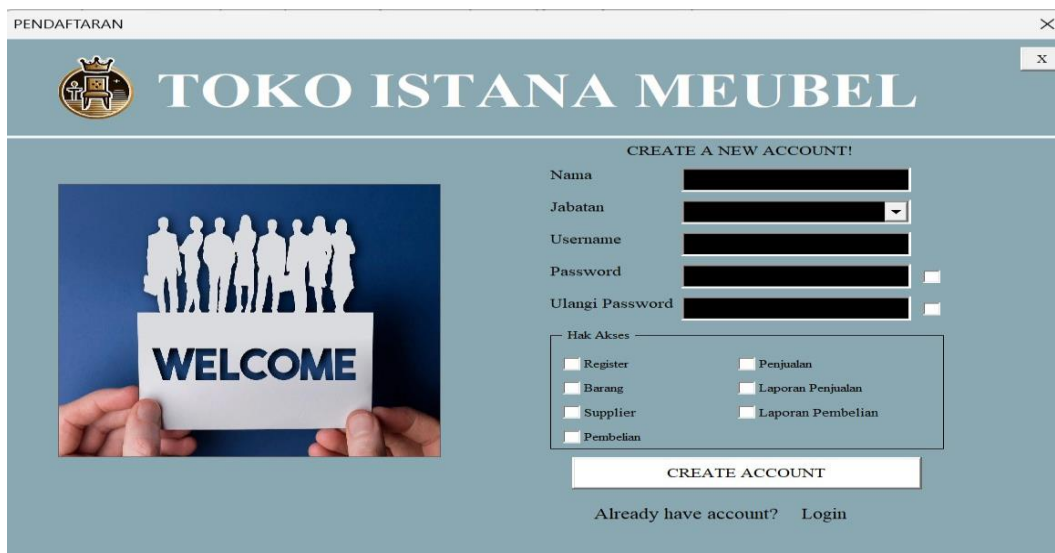 PENDAFTARAN
X
TOKO ISTANA MEUBEL
CREATE A NEW ACCOUNT!
Nama
Jabatan
Username
Password
Ulangi Password
WELCOME
Hak Akses
Register
Penjualan
Barang
Laporan Penjualan
Supplier
Laporan Pembelian
Pembelian
CREATE ACCOUNT
Already have account? Login